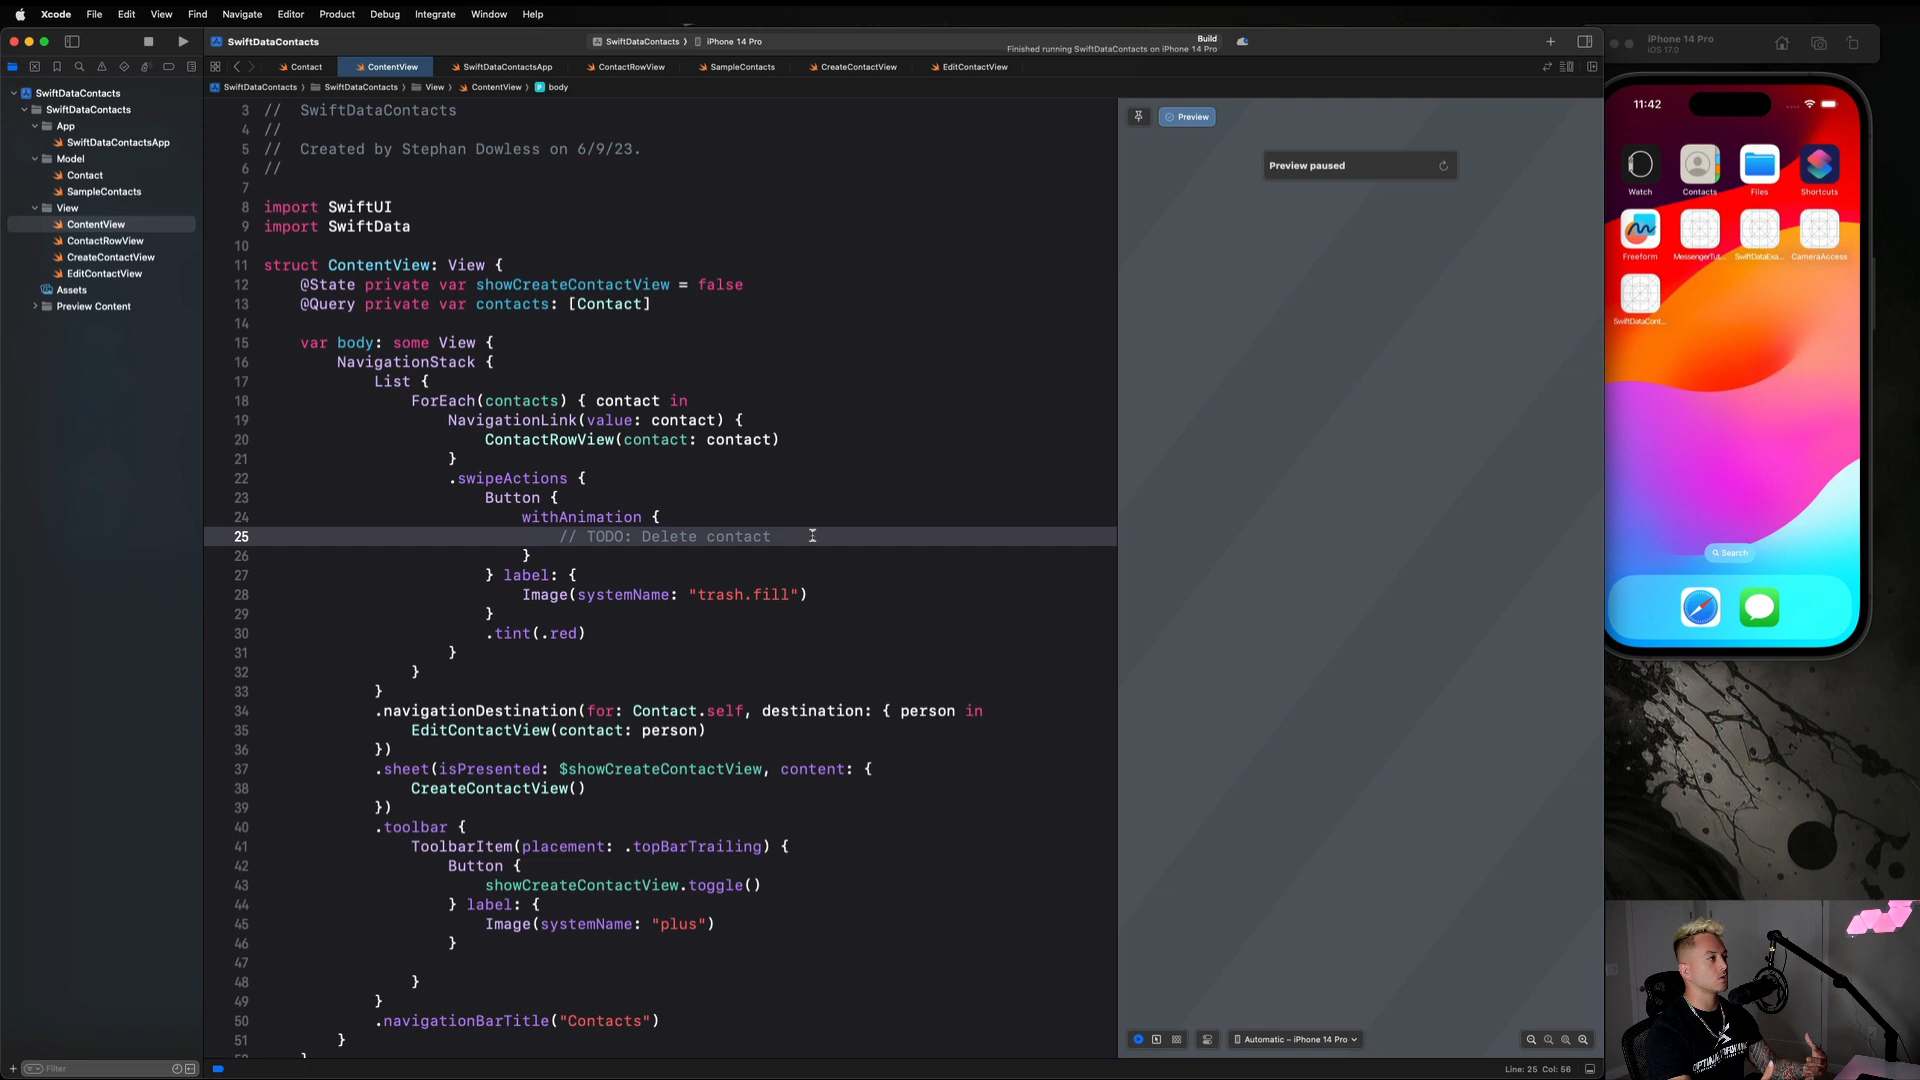 Xcode File Edit View Find Navigate Editor Product Debug Integrate Window Help
SwiftDataContacts
SwiftDataContacts iPhone 14 Pro
Build
Finished running SwiftDataContacts on iPhone 14 Pro
Contact ContentView SwiftDataContactsApp ContactRowView SampleContacts CreateContactView EditContactView
SwiftDataContacts SwiftDataContacts View ContentView body
SwiftDataContacts
SwiftDataContacts
App
SwiftDataContactsApp
Model
Contact
SampleContacts
View
ContentView
ContactRowView
CreateContactView
EditContactView
Assets
Preview Content
Filter
3 // SwiftDataContacts
4 //
5 // Created by Stephan Dowless on 6/9/23.
6 //
7
8 import SwiftUI
9 import SwiftData
10
11 struct ContentView: View {
12 @State private var showCreateContactView = false
13 @Query private var contacts: [Contact]
14
15 var body: some View {
16 NavigationStack {
17 List {
18 ForEach(contacts) { contact in
19 NavigationLink(value: contact) {
20 ContactRowView(contact: contact)
21 }
22 .swipeActions {
23 Button {
24 withAnimation {
25 // TODO: Delete contact
26 }
27 } label: {
28 Image(systemName: "trash.fill")
29 }
30 .tint(.red)
31 }
32 }
33 }
34 .navigationDestination(for: Contact.self, destination: { person in
35 EditContactView(contact: person)
36 })
37 .sheet(isPresented: $showCreateContactView, content: {
38 CreateContactView()
39 })
40 .toolbar {
41 ToolbarItem(placement: .topBarTrailing) {
42 Button {
43 showCreateContactView.toggle()
44 } label: {
45 Image(systemName: "plus")
46 }
47
48 }
49 }
50 .navigationBarTitle("Contacts")
51 }
Preview
Preview paused
Automatic – iPhone 14 Pro
Line: 25 Col: 56
iPhone 14 Pro
iOS 17.0
11:42
Watch Contacts Files Shortcuts
Freeform MessengerTut... SwiftDataExa... CameraAccess
SwiftDataCont...
Search